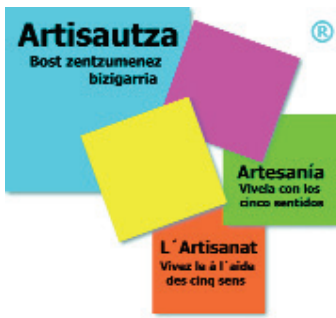 Artisautza
Bost zentzumenez
bizigarria
®
Artesanía
Vívela con los
cinco sentidos
L´Artisanat
Vivez le à l´aide
des cinq sens